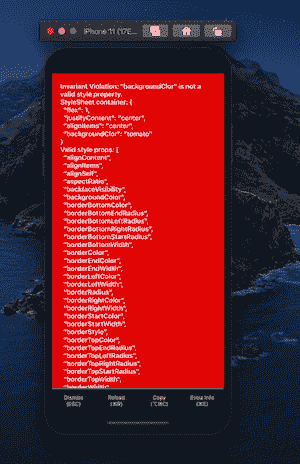 iPhone 11 (17E...
Invariant Violation: "backgroundClor" is not a
valid style property.
StyleSheet container: {
"flex": 1,
"justifyContent": "center",
"alignItems": "center",
"backgroundClor": "tomato"
}
Valid style props: [
"alignContent",
"alignItems",
"alignSelf",
"aspectRatio",
"backfaceVisibility",
"backgroundColor",
"borderBottomColor",
"borderBottomEndRadius",
"borderBottomLeftRadius",
"borderBottomRightRadius",
"borderBottomStartRadius",
"borderBottomWidth",
"borderColor",
"borderEndColor",
"borderEndWidth",
"borderLeftColor",
"borderLeftWidth",
"borderRadius",
"borderRightColor",
"borderRightWidth",
"borderStartColor",
"borderStartWidth",
"borderStyle",
"borderTopColor",
"borderTopEndRadius",
"borderTopLeftRadius",
"borderTopRightRadius",
"borderTopStartRadius",
"borderTopWidth",
"borderWidth",
Dismiss Reload Copy Extra Info
(ESC) (⌘R) (⌥⌘C) (⌘E)